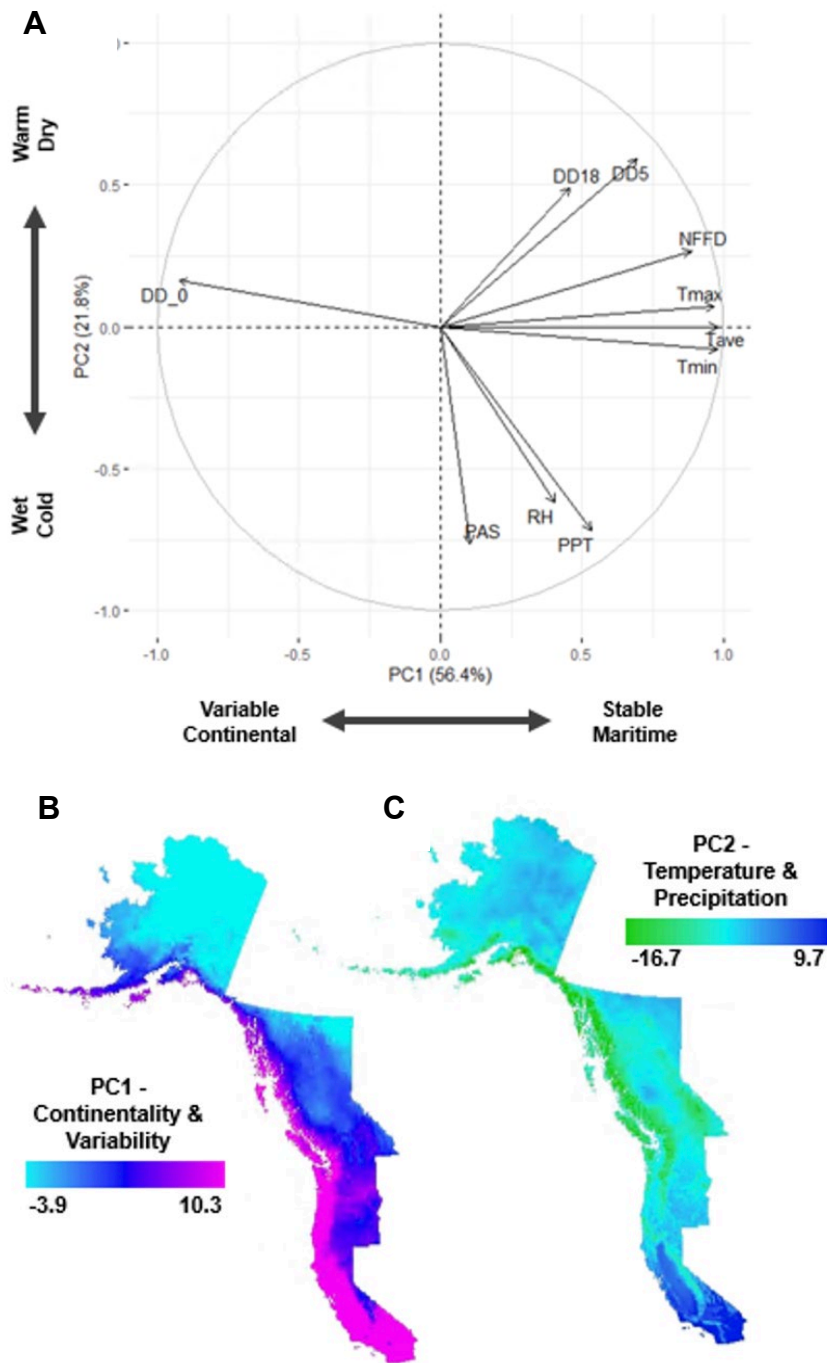 A
)
0.5
0.0
-0.5
-1.0
Warm
Dry
Wet
Cold
PC2 (21.8%)
DD18
DD5
NFFD
Tmax
Tave
Tmin
DD_0
PAS
RH
PPT
-1.0
-0.5
0.0
0.5
1.0
PC1 (56.4%)
Variable
Continental
Stable
Maritime
B
C
PC2 -
Temperature &
Precipitation
-16.7
9.7
PC1 -
Continentality &
Variability
-3.9
10.3